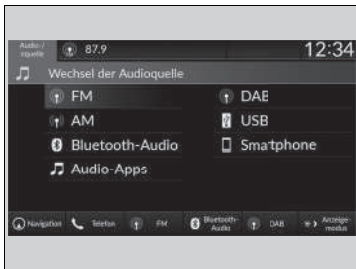 Audio-/
quelle
87.9
12:34
Wechsel der Audioquelle
FM
DAB
AM
USB
Bluetooth-Audio
Smartphone
Audio-Apps
Navigation
Telefon
FM
Bluetooth-
Audio
DAB
Anzeige-
modus